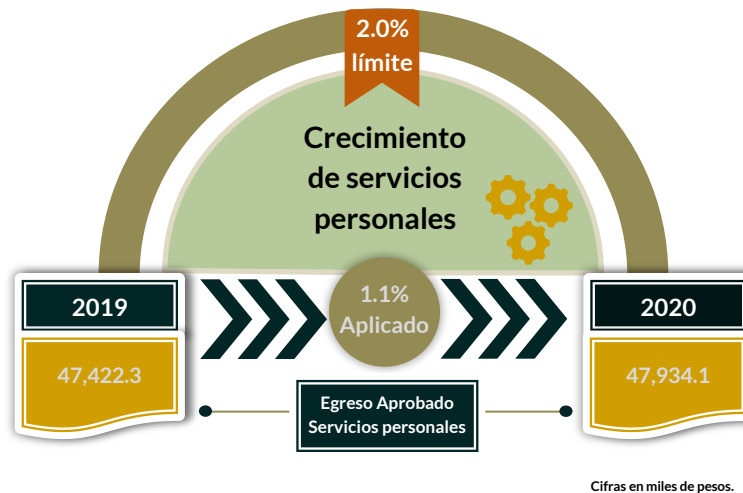 2.0%
límite
Crecimiento
de servicios
personales
2019
1.1%
Aplicado
2020
47,422.3
47,934.1
Egreso Aprobado
Servicios personales
Cifras en miles de pesos.